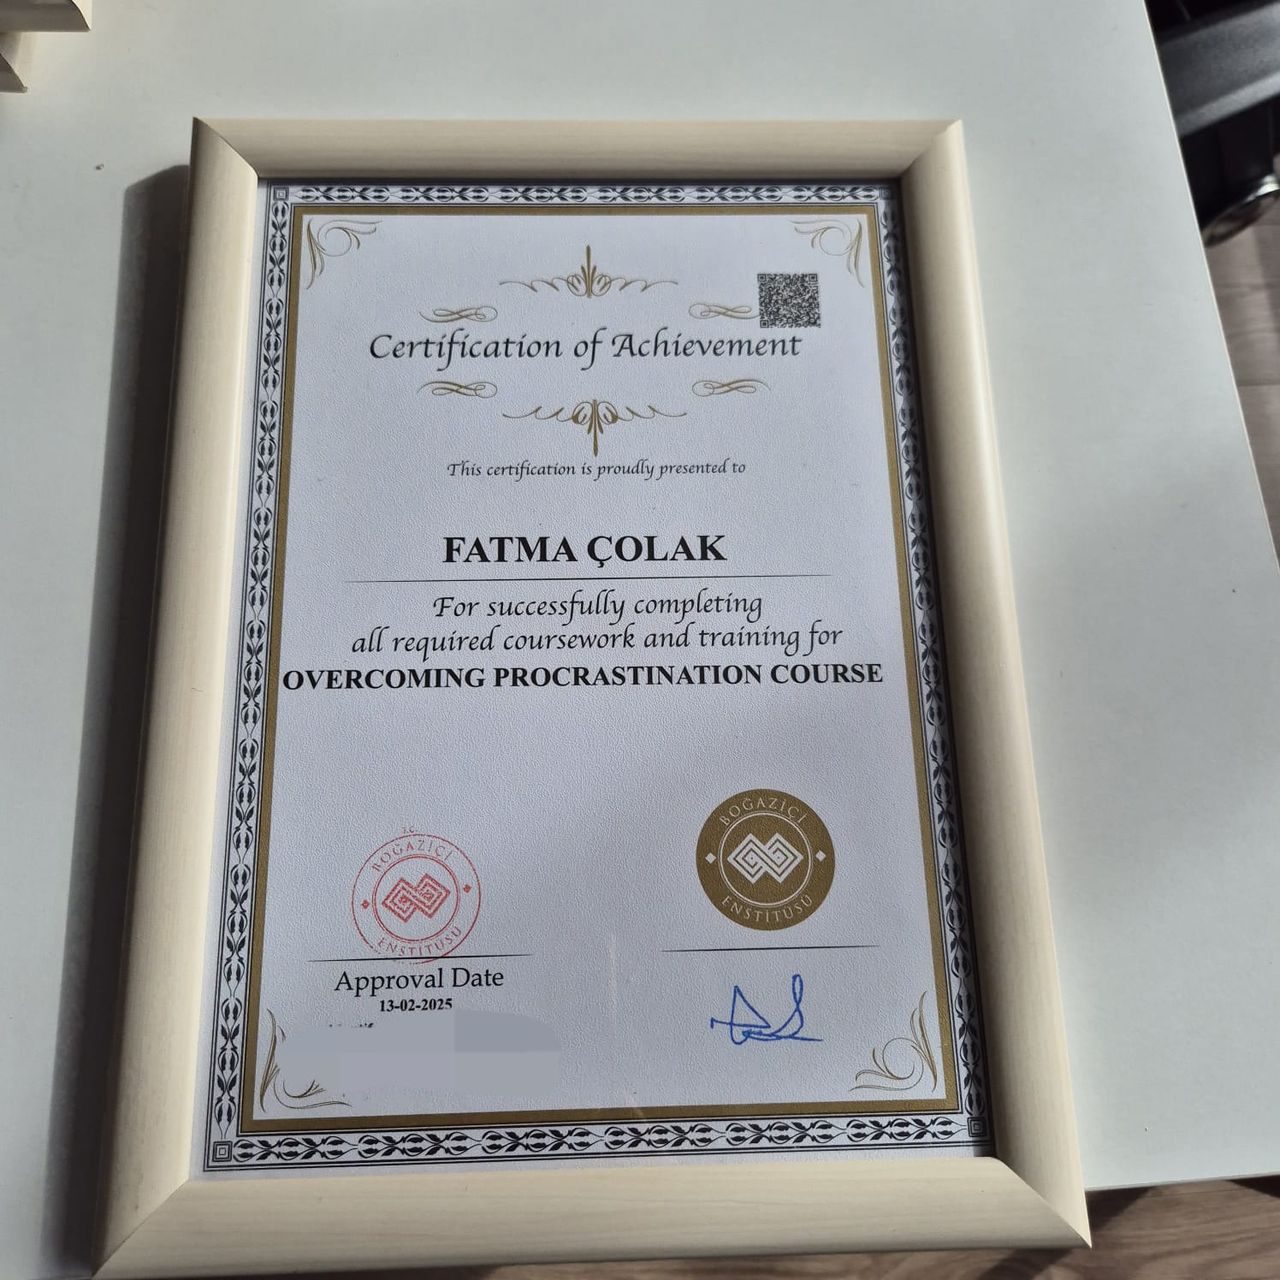 Certification of Achievement
This certification is proudly presented to
FATMA ÇOLAK
For successfully completing
all required coursework and training for
OVERCOMING PROCRASTINATION COURSE
T.C.
BOĞAZİÇİ
ENSTİTÜSÜ
BOĞAZİÇİ
ENSTİTÜSÜ
Approval Date
13-02-2025